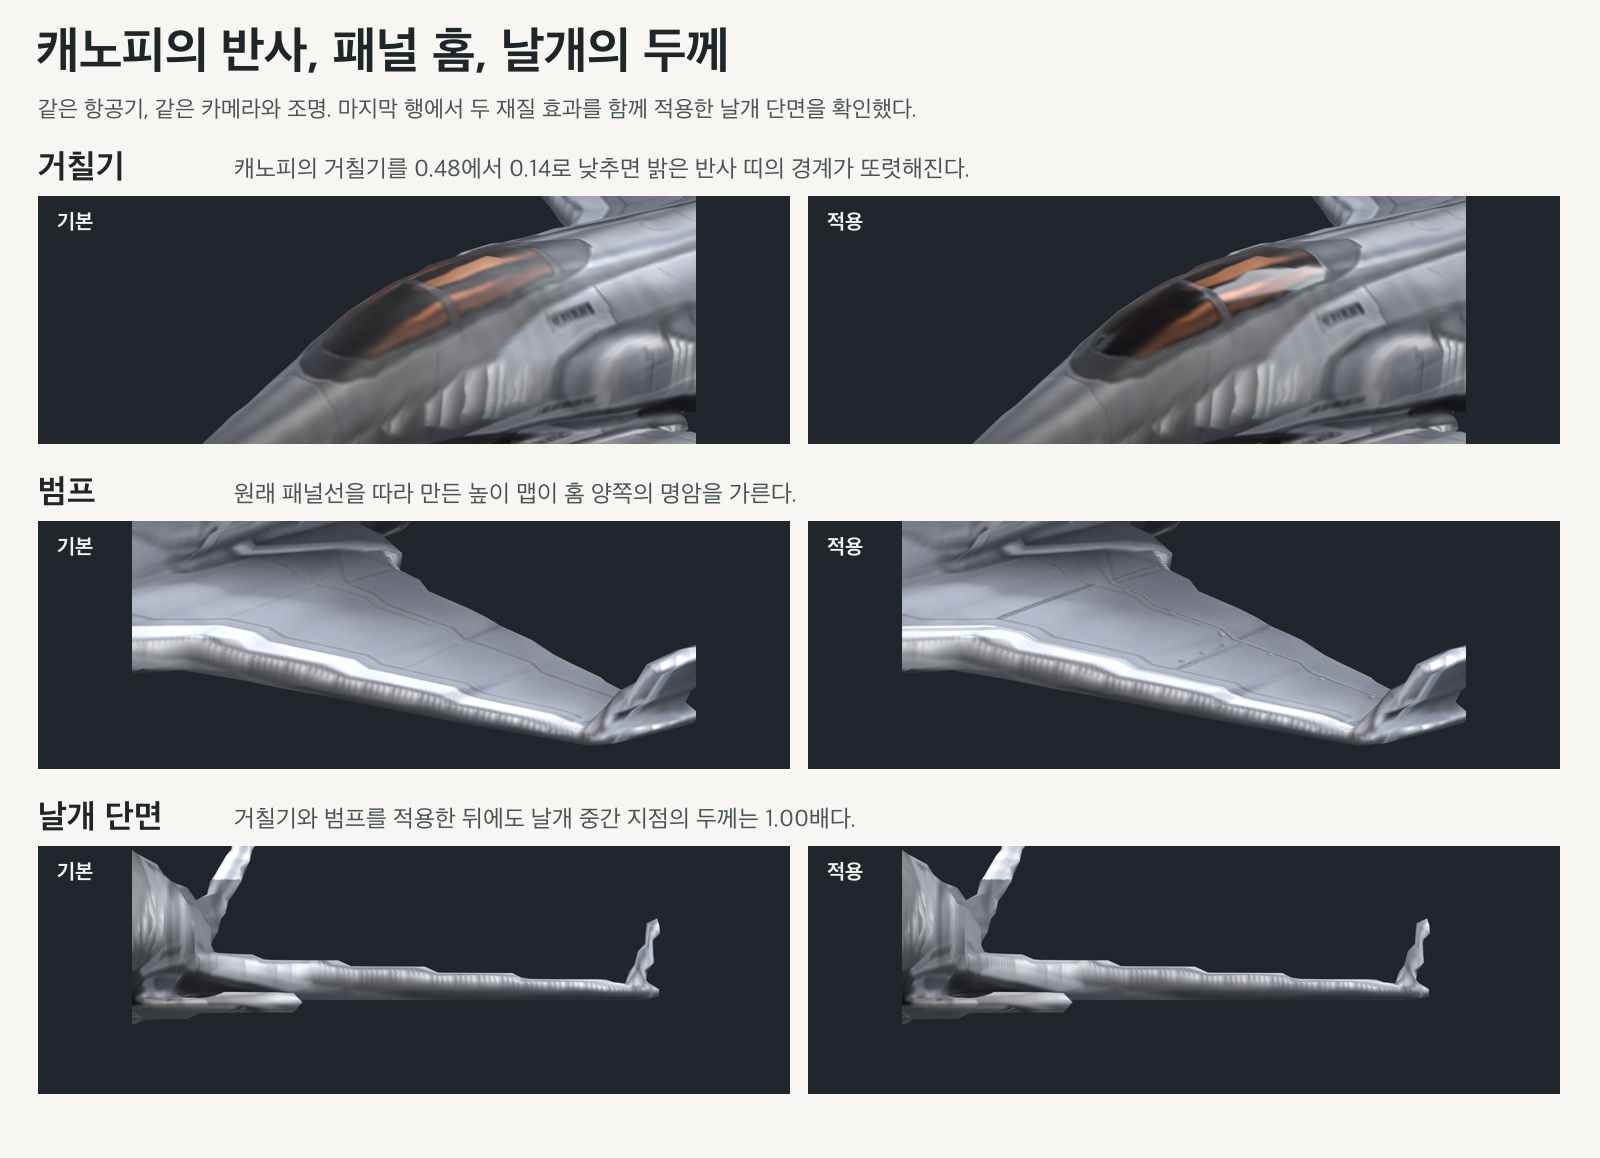 캐노피의 반사, 패널 홈, 날개의 두께
같은 항공기, 같은 카메라와 조명. 마지막 행에서 두 재질 효과를 함께 적용한 날개 단면을 확인했다.
거칠기
캐노피의 거칠기를 0.48에서 0.14로 낮추면 밝은 반사 띠의 경계가 또렷해진다.
기본
적용
범프
원래 패널선을 따라 만든 높이 맵이 홈 양쪽의 명암을 가른다.
기본
적용
날개 단면
거칠기와 범프를 적용한 뒤에도 날개 중간 지점의 두께는 1.00배다.
기본
적용